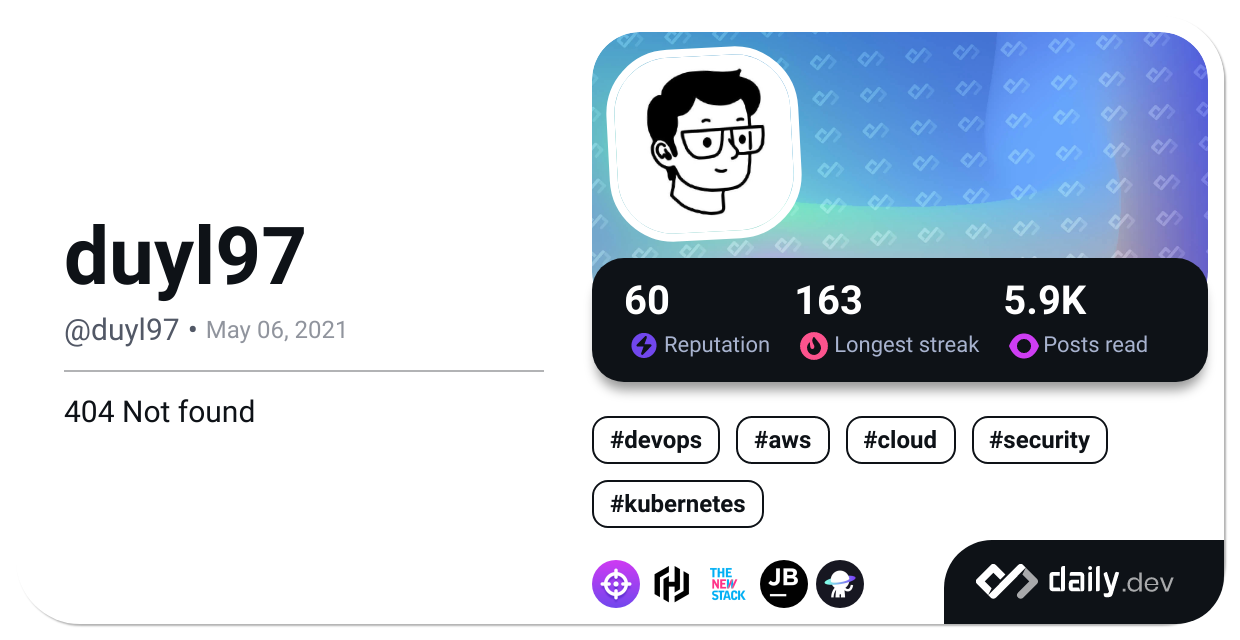 duyl97
@duyl97 • May 06, 2021
404 Not found
60 163 5.9K
Reputation Longest streak Posts read
#devops #aws #cloud #security
#kubernetes
THE
NEW
STACK
JB
daily.dev